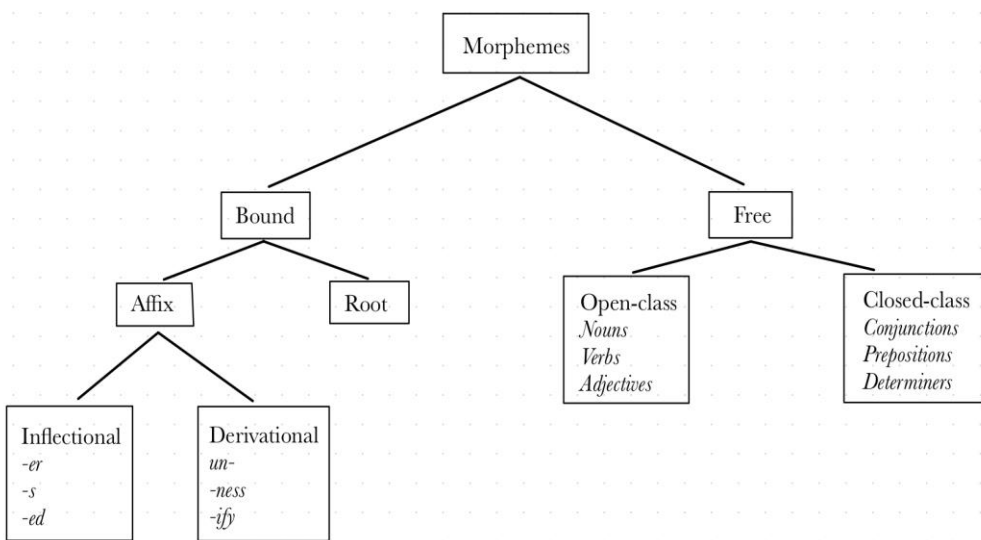 Morphemes
Bound
Free
Affix
Root
Open-class
Nouns
Verbs
Adjectives
Closed-class
Conjunctions
Prepositions
Determiners
Inflectional
-er
-s
-ed
Derivational
un-
-ness
-ify